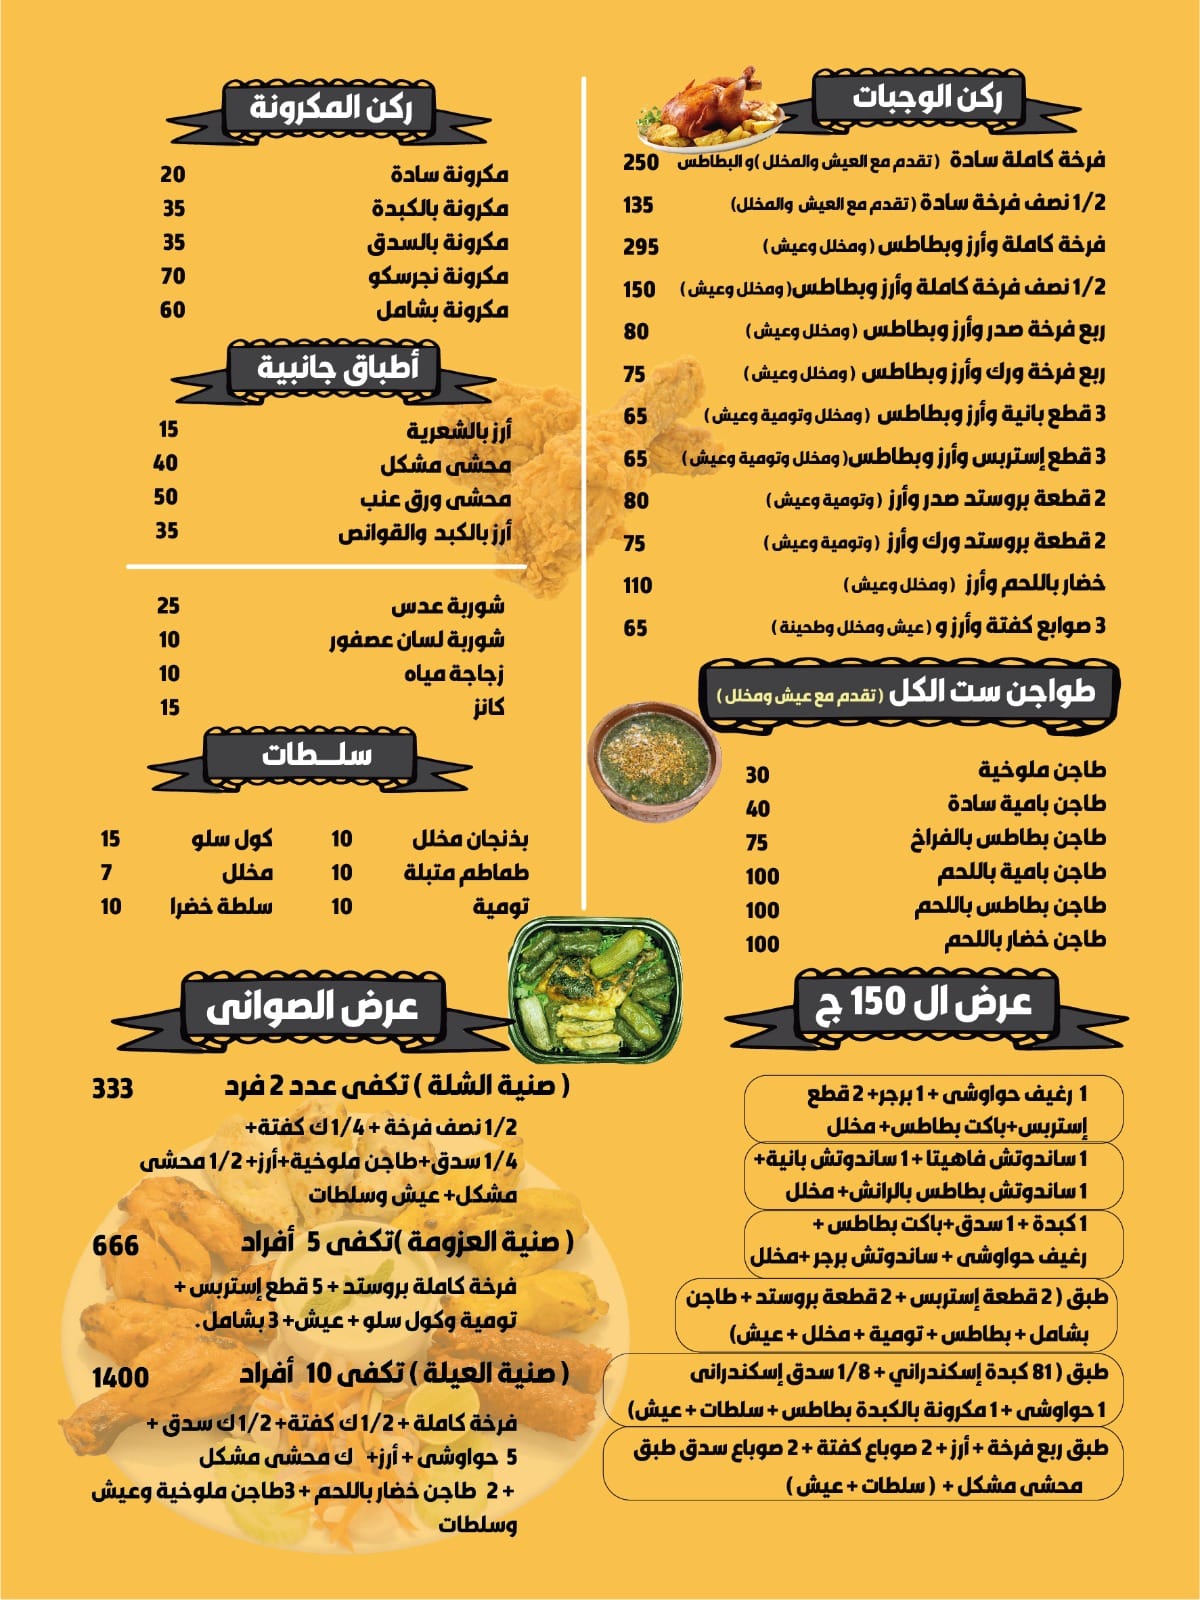 ركن الوجبات
فرخة كاملة سادة ( تقدم مع العيش والمخلل )و البطاطس 250
1/2 نصف فرخة سادة ( تقدم مع العيش والمخلل) 135
فرخة كاملة وأرز وبطاطس ( ومخلل وعيش ) 295
1/2 نصف فرخة كاملة وأرز وبطاطس( ومخلل وعيش ) 150
ربع فرخة صدر وأرز وبطاطس ( ومخلل وعيش ) 80
ربع فرخة ورك وأرز وبطاطس ( ومخلل وعيش ) 75
3 قطع بانية وأرز وبطاطس ( ومخلل وتومية وعيش ) 65
3 قطع إستربس وأرز وبطاطس( ومخلل وتومية وعيش ) 65
2 قطعة بروستد صدر وأرز ( وتومية وعيش ) 80
2 قطعة بروستد ورك وأرز ( وتومية وعيش ) 75
خضار باللحم وأرز ( ومخلل وعيش ) 110
3 صوابع كفتة وأرز و ( عيش ومخلل وطحينة ) 65
طواجن ست الكل ( تقدم مع عيش ومخلل )
طاجن ملوخية 30
طاجن بامية سادة 40
طاجن بطاطس بالفراخ 75
طاجن بامية باللحم 100
طاجن بطاطس باللحم 100
طاجن خضار باللحم 100
عرض ال 150 ج
1 رغيف حواوشى + 1 برجر+ 2 قطع
إستربس+باكت بطاطس+ مخلل
1 ساندوتش فاهيتا + 1 ساندوتش بانية+
1 ساندوتش بطاطس بالرانش+ مخلل
1 كبدة + 1 سدق+باكت بطاطس +
رغيف حواوشى + ساندوتش برجر +مخلل
طبق ( 2 قطعة إستربس + 2 قطعة بروستد + طاجن
بشامل + بطاطس + تومية + مخلل + عيش)
طبق ( 81 كبدة إسكندراني + 1/8 سدق إسكندرانى
1 حواوشى + 1 مكرونة بالكبدة بطاطس + سلطات + عيش)
طبق ربع فرخة + أرز + 2 صوباع كفتة + 2 صوباع سدق طبق
محشى مشكل + ( سلطات + عيش )
ركن المكرونة
مكرونة سادة 20
مكرونة بالكبدة 35
مكرونة بالسدق 35
مكرونة نجرسكو 70
مكرونة بشامل 60
أطباق جانبية
أرز بالشعرية 15
محشى مشكل 40
محشى ورق عنب 50
أرز بالكبد والقوانص 35
شوربة عدس 25
شوربة لسان عصفور 10
زجاجة مياه 10
كانز 15
سلـــطات
بذنجان مخلل 10 كول سلو 15
طماطم متبلة 10 مخلل 7
تومية 10 سلطة خضرا 10
عرض الصوانى
( صنية الشلة ) تكفى عدد 2 فرد 333
1/2 نصف فرخة + 1/4 ك كفتة+
1/4 سدق+طاجن ملوخية+أرز+ 1/2 محشى
مشكل+ عيش وسلطات
( صنية العزومة )تكفى 5 أفراد 666
فرخة كاملة بروستد + 5 قطع إستربس +
تومية وكول سلو + عيش+ 3 بشامل.
( صنية العيلة ) تكفى 10 أفراد 1400
فرخة كاملة + 1/2 ك كفتة+ 1/2 ك سدق +
5 حواوشى + أرز+ ك محشى مشكل
+ 2 طاجن خضار باللحم + 3طاجن ملوخية وعيش
وسلطات